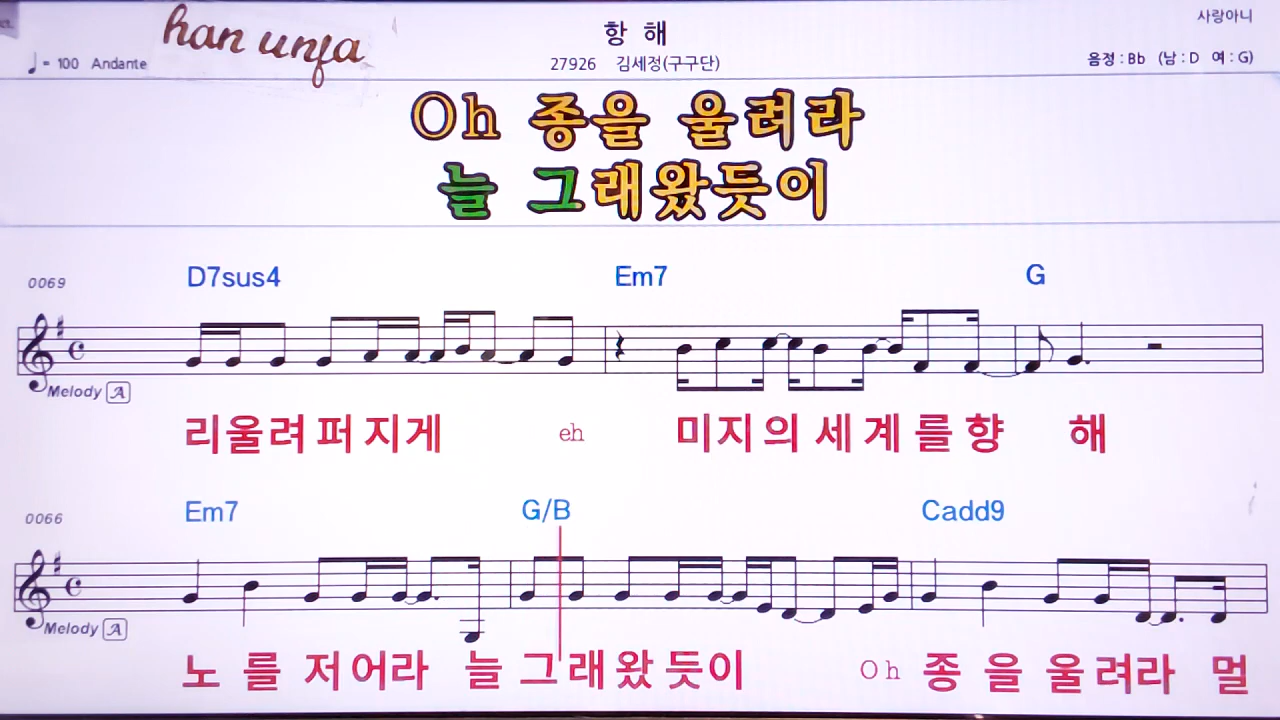 han unfa
항 해
사랑아니
♩= 100 Andante
27926 김세정(구구단)
음정 : Bb (남 : D 여 : G)
Oh 종을 울려라
늘 그래왔듯이
0069 D7sus4 Em7 G
Melody A
리울려 퍼 지게 eh 미지의 세계를향 해
0066 Em7 G/B Cadd9
Melody A
노 를 저어라 늘 그래왔듯이 Oh 종 을 울려라 멀